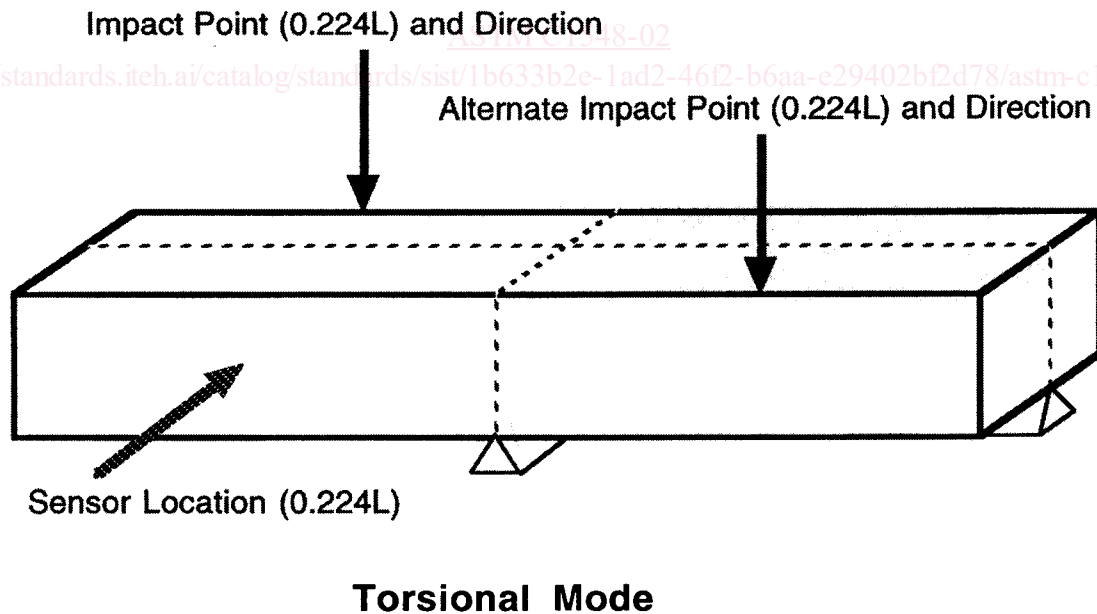 Impact Point (0.224L) and Direction
ASTM C1548-02
/standards.iteh.ai/catalog/standards/sist/1b633b2e-1ad2-46f2-b6aa-e29402bf2d78/astm-c1
Alternate Impact Point (0.224L) and Direction
Sensor Location (0.224L)
Torsional Mode